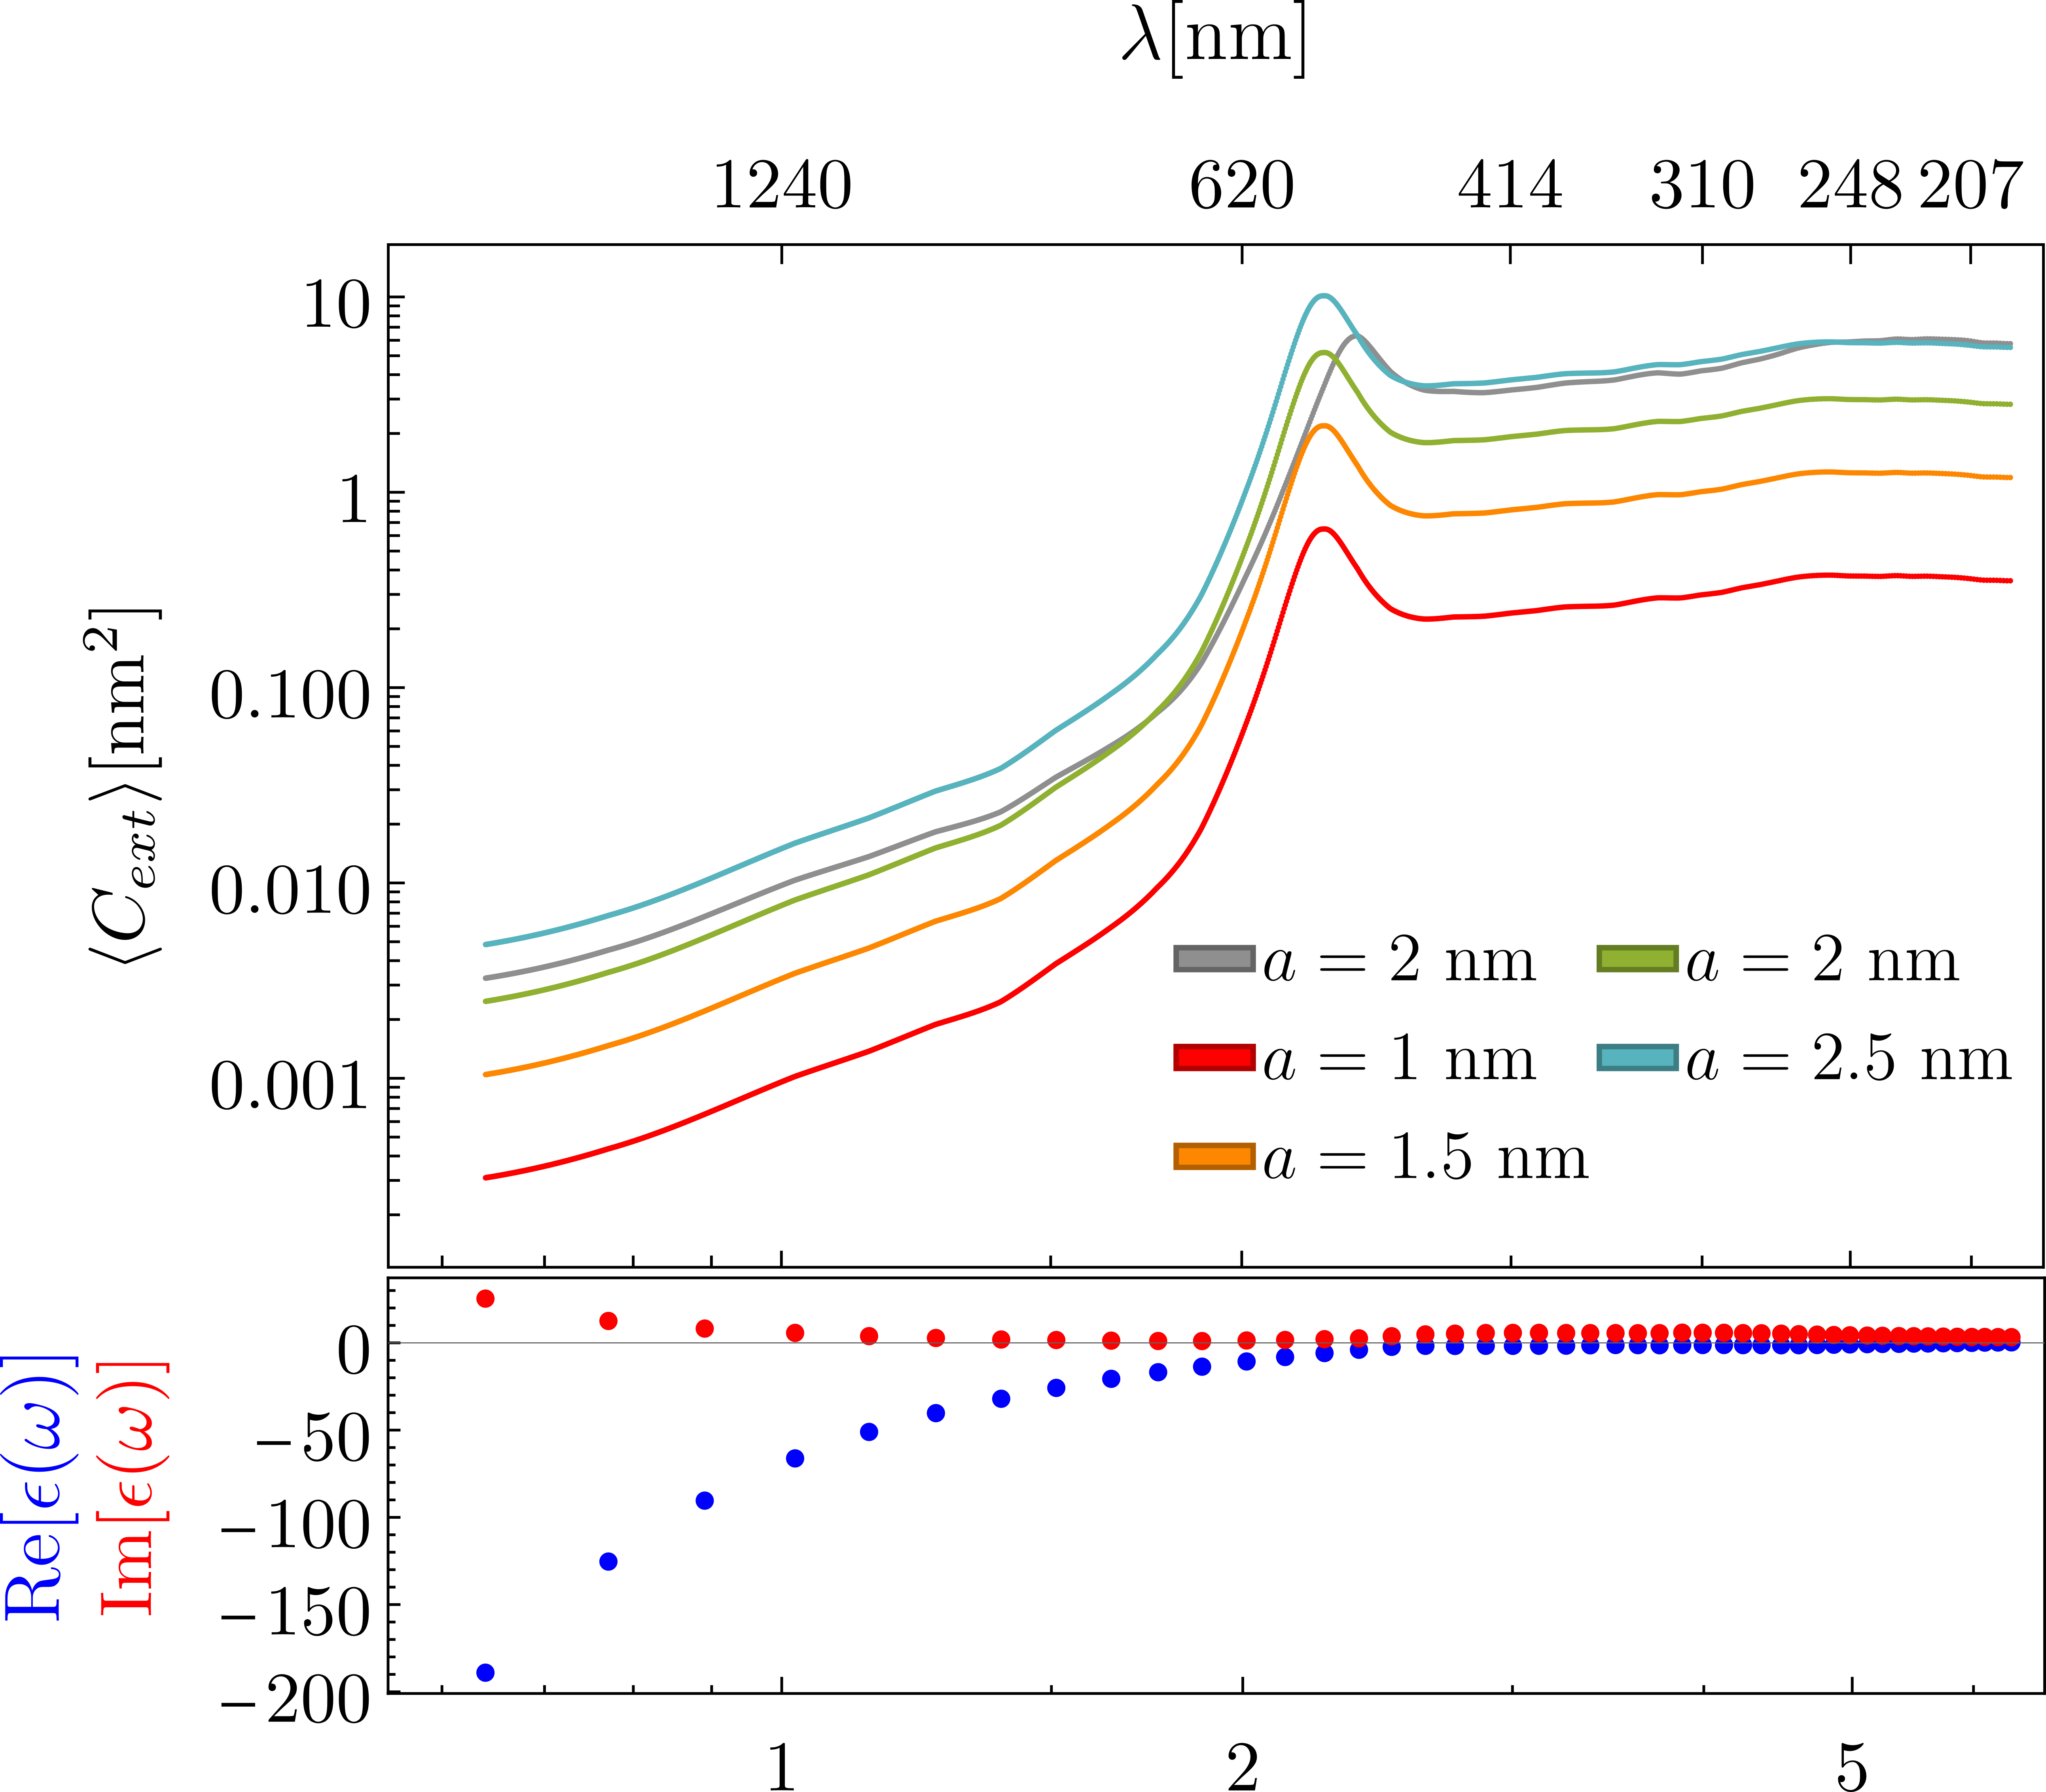 λ[nm]
1240 620 414 310 248 207
10
1
0.100
0.010
0.001
⟨C_ext⟩[nm²]
a = 2 nm a = 2 nm
a = 1 nm a = 2.5 nm
a = 1.5 nm
0
−50
−100
−150
−200
Re[ϵ(ω)]
Im[ϵ(ω)]
1 2 5